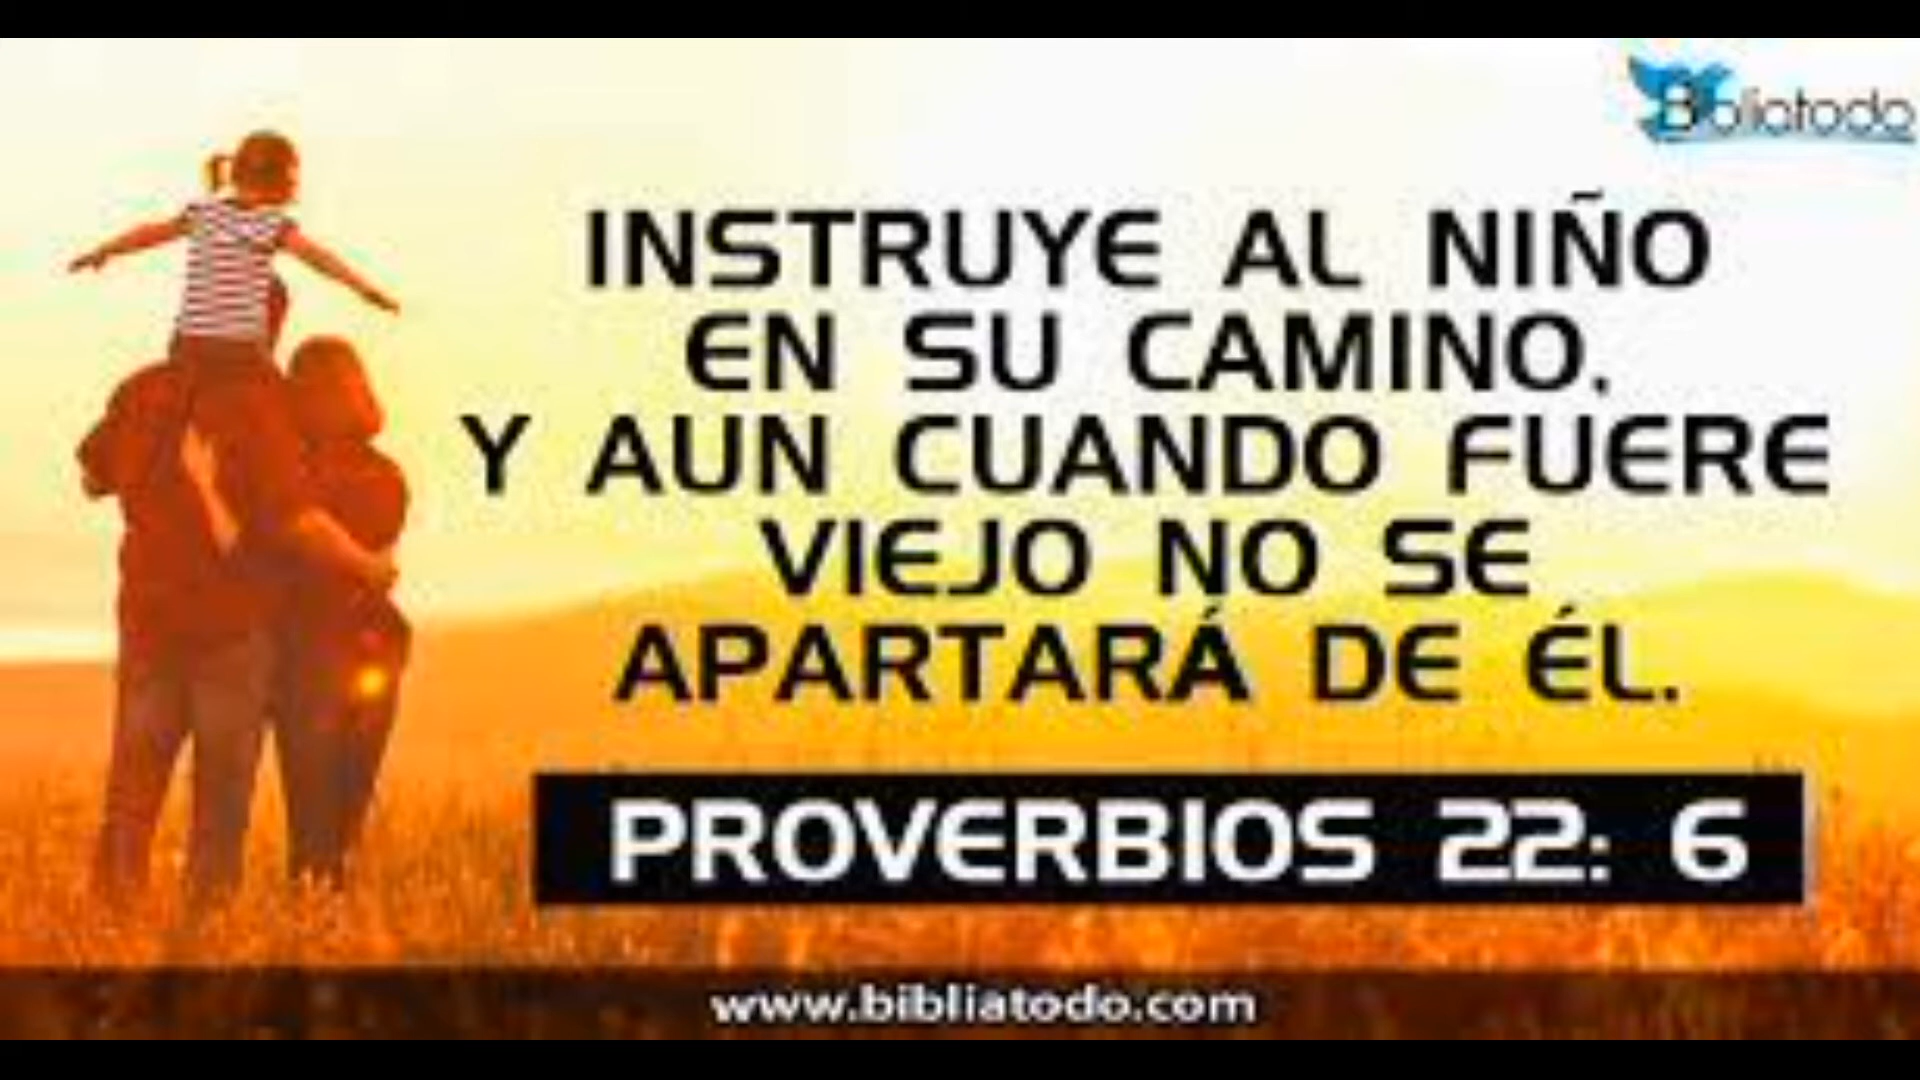 Bibliatodo
INSTRUYE AL NIÑO
EN SU CAMINO,
Y AUN CUANDO FUERE
VIEJO NO SE
APARTARÁ DE ÉL.
PROVERBIOS 22: 6
www.bibliatodo.com